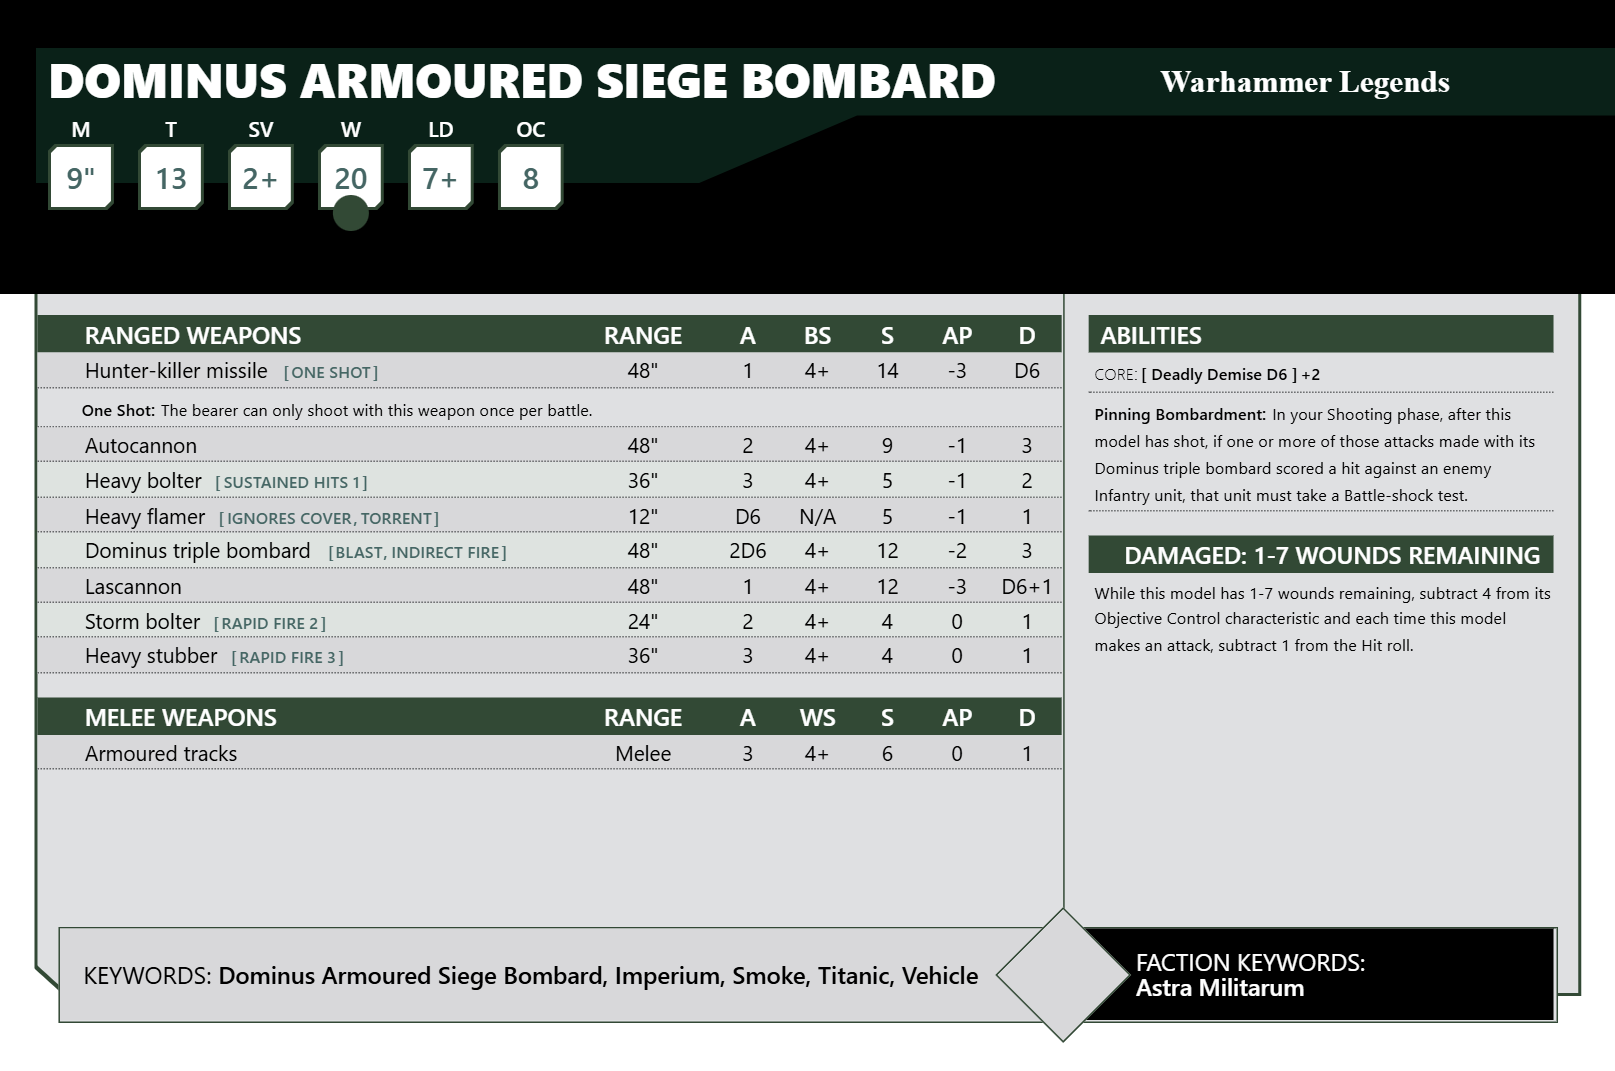 DOMINUS ARMOURED SIEGE BOMBARD
Warhammer Legends
M T SV W LD OC
9" 13 2+ 20 7+ 8
RANGED WEAPONS RANGE A BS S AP D
Hunter-killer missile [ONE SHOT] 48" 1 4+ 14 -3 D6
One Shot: The bearer can only shoot with this weapon once per battle.
Autocannon 48" 2 4+ 9 -1 3
Heavy bolter [SUSTAINED HITS 1] 36" 3 4+ 5 -1 2
Heavy flamer [IGNORES COVER, TORRENT] 12" D6 N/A 5 -1 1
Dominus triple bombard [BLAST, INDIRECT FIRE] 48" 2D6 4+ 12 -2 3
Lascannon 48" 1 4+ 12 -3 D6+1
Storm bolter [RAPID FIRE 2] 24" 2 4+ 4 0 1
Heavy stubber [RAPID FIRE 3] 36" 3 4+ 4 0 1
MELEE WEAPONS RANGE A WS S AP D
Armoured tracks Melee 3 4+ 6 0 1
ABILITIES
CORE: [ Deadly Demise D6 ] +2
Pinning Bombardment: In your Shooting phase, after this
model has shot, if one or more of those attacks made with its
Dominus triple bombard scored a hit against an enemy
Infantry unit, that unit must take a Battle-shock test.
DAMAGED: 1-7 WOUNDS REMAINING
While this model has 1-7 wounds remaining, subtract 4 from its
Objective Control characteristic and each time this model
makes an attack, subtract 1 from the Hit roll.
KEYWORDS: Dominus Armoured Siege Bombard, Imperium, Smoke, Titanic, Vehicle
FACTION KEYWORDS:
Astra Militarum